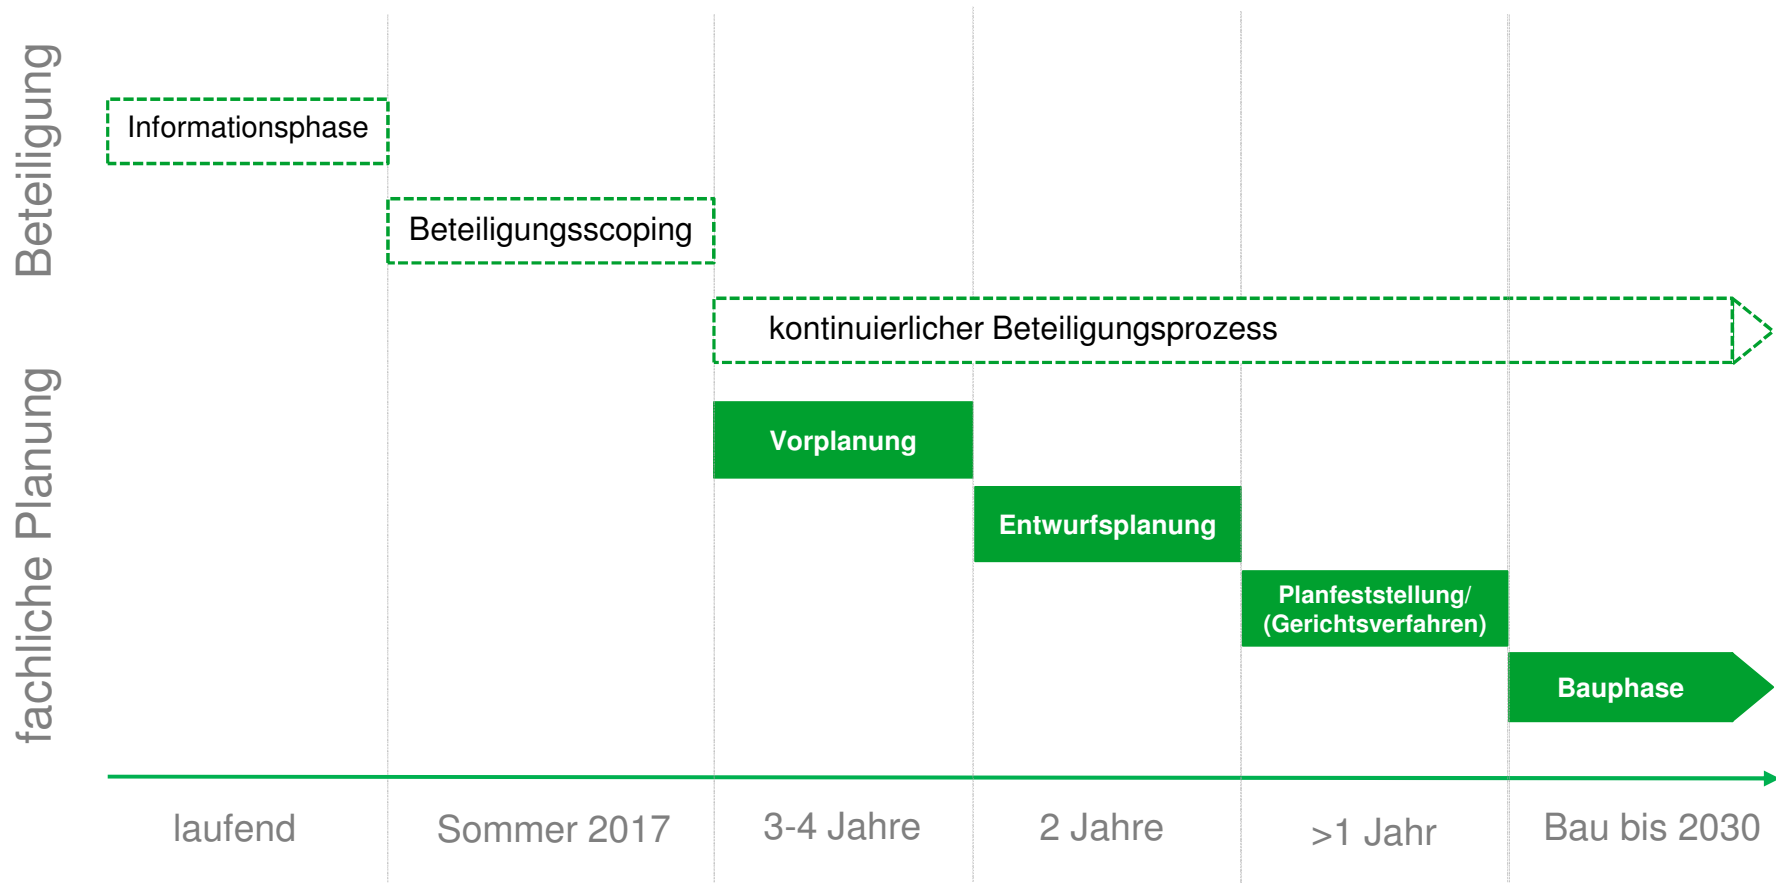 Beteiligung
Informationsphase
Beteiligungsscoping
kontinuierlicher Beteiligungsprozess
fachliche Planung
Vorplanung
Entwurfsplanung
Planfeststellung/
(Gerichtsverfahren)
Bauphase
laufend
Sommer 2017
3-4 Jahre
2 Jahre
>1 Jahr
Bau bis 2030